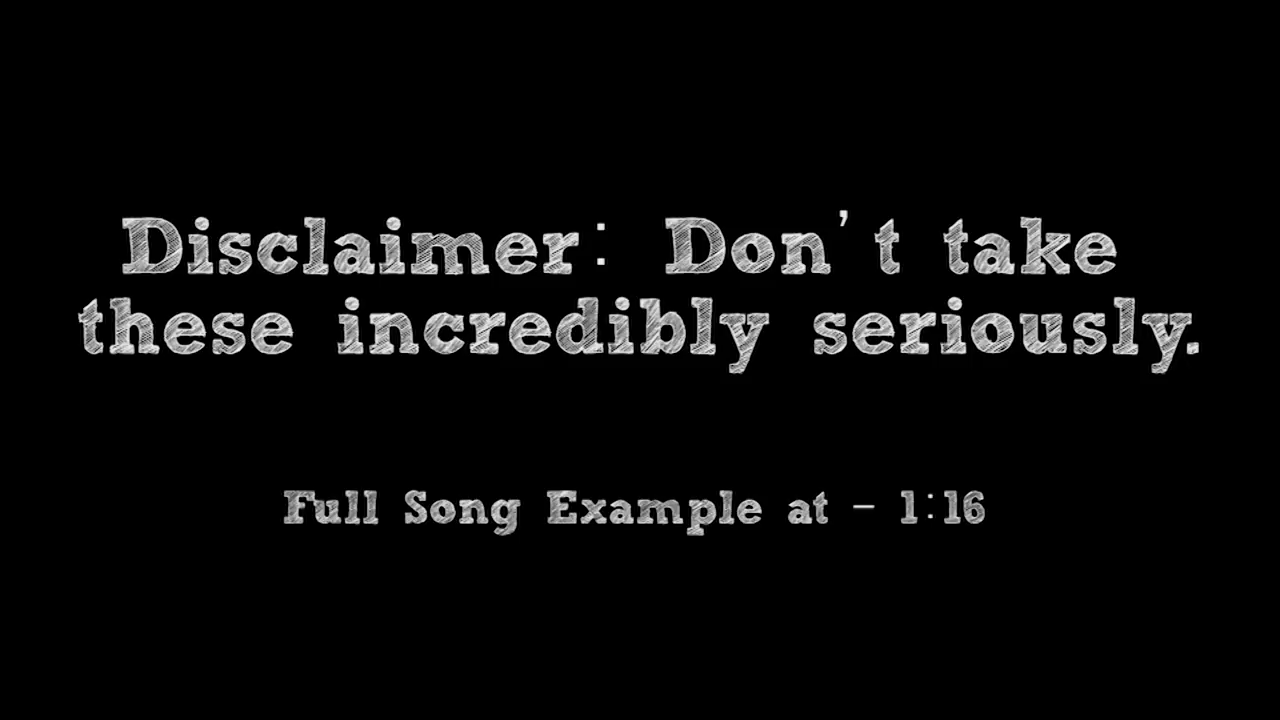 Disclaimer: Don't take
these incredibly seriously.
Full Song Example at - 1:16